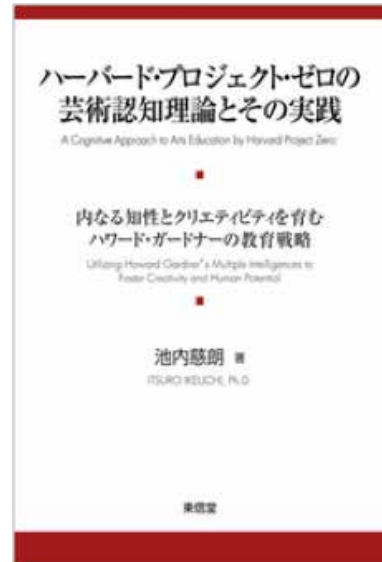 ハーバード・プロジェクト・ゼロの
芸術認知理論とその実践
A Cognitive Approach to Arts Education by Harvard Project Zero
内なる知性とクリエティビティを育む
ハワード・ガードナーの教育戦略
Utilizing Howard Gardner's Multiple Intelligences to
Foster Creativity and Human Potential
池内慈朗 著
ITSURO IKEUCHI, Ph.D.
東信堂